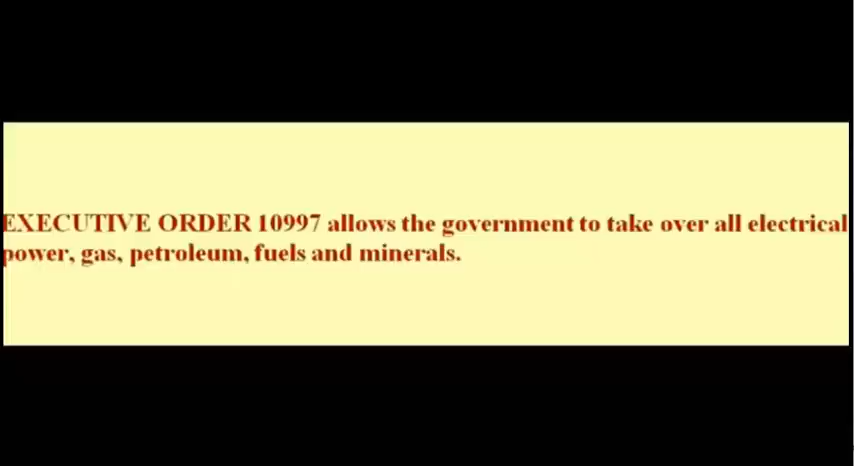 EXECUTIVE ORDER 10997 allows the government to take over all electrical
power, gas, petroleum, fuels and minerals.